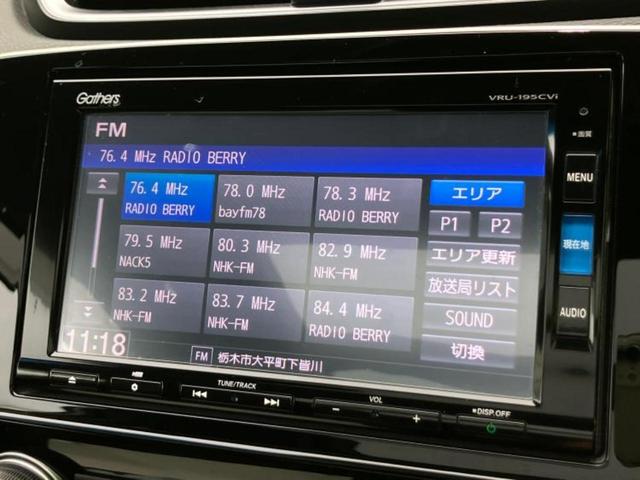 Gathers
VRU-195CVi
FM
画質
76.4 MHz RADIO BERRY
76.4 MHz
RADIO BERRY
78.0 MHz
bayfm78
78.3 MHz
RADIO BERRY
エリア
MENU
P1
P2
79.5 MHz
NACK5
80.3 MHz
NHK-FM
82.9 MHz
NHK-FM
エリア更新
現在地
放送局リスト
83.2 MHz
NHK-FM
83.7 MHz
NHK-FM
84.4 MHz
RADIO BERRY
SOUND
AUDIO
11:18
FM 栃木市大平町下皆川
切換
TUNE/TRACK
VOL
DISP.OFF